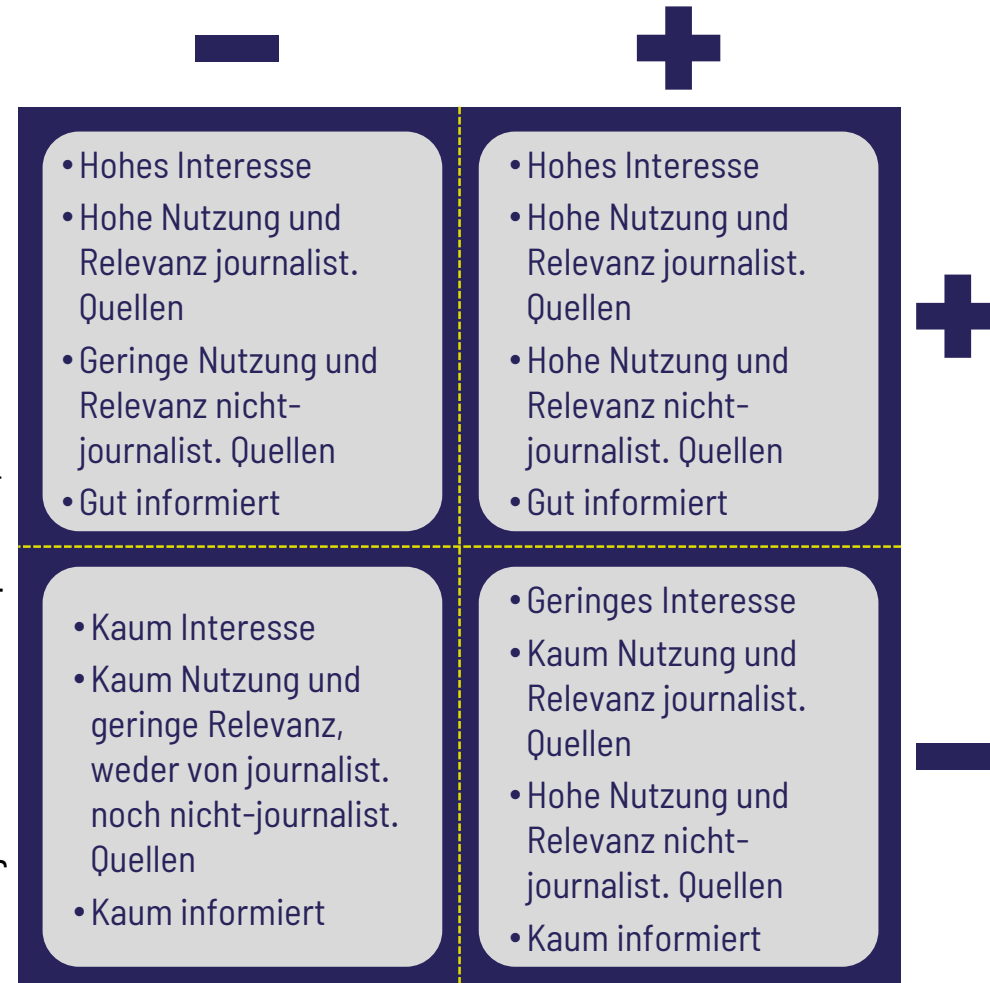 • Hohes Interesse
• Hohe Nutzung und
Relevanz journalist.
Quellen
• Geringe Nutzung und
Relevanz nicht-
journalist. Quellen
• Gut informiert
• Hohes Interesse
• Hohe Nutzung und
Relevanz journalist.
Quellen
• Hohe Nutzung und
Relevanz nicht-
journalist. Quellen
• Gut informiert
• Kaum Interesse
• Kaum Nutzung und
geringe Relevanz,
weder von journalist.
noch nicht-journalist.
Quellen
• Kaum informiert
• Geringes Interesse
• Kaum Nutzung und
Relevanz journalist.
Quellen
• Hohe Nutzung und
Relevanz nicht-
journalist. Quellen
• Kaum informiert